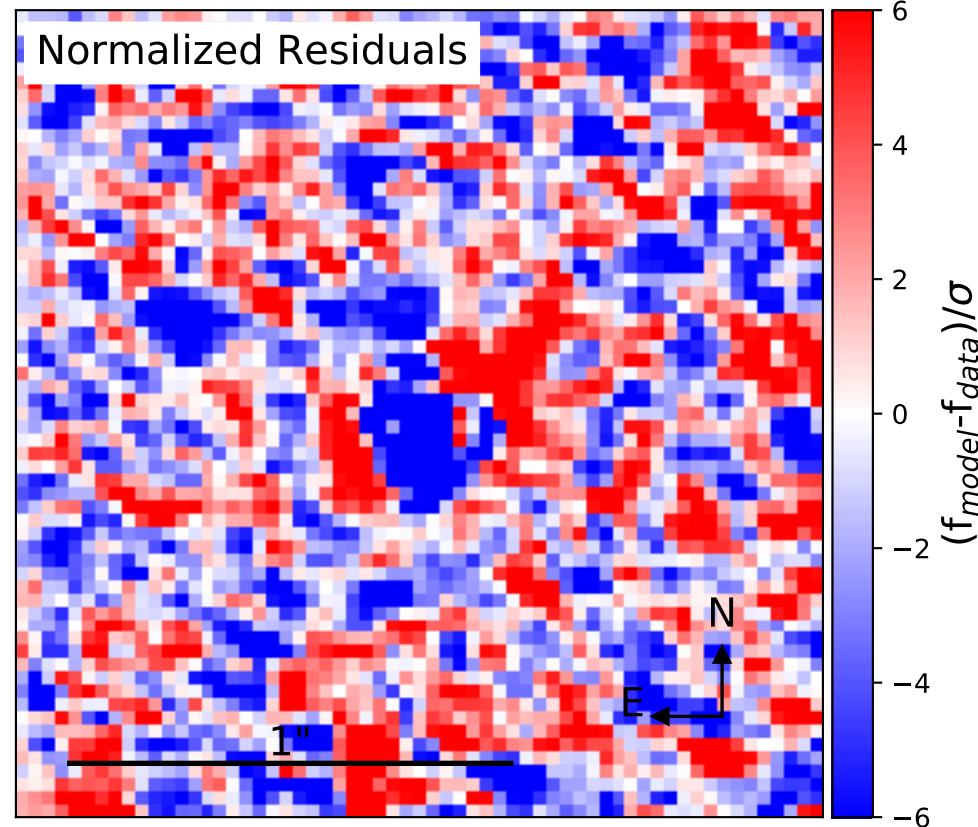 Normalized Residuals
6
4
2
0
−2
−4
−6
(f_model-f_data)/σ
N
E
1"